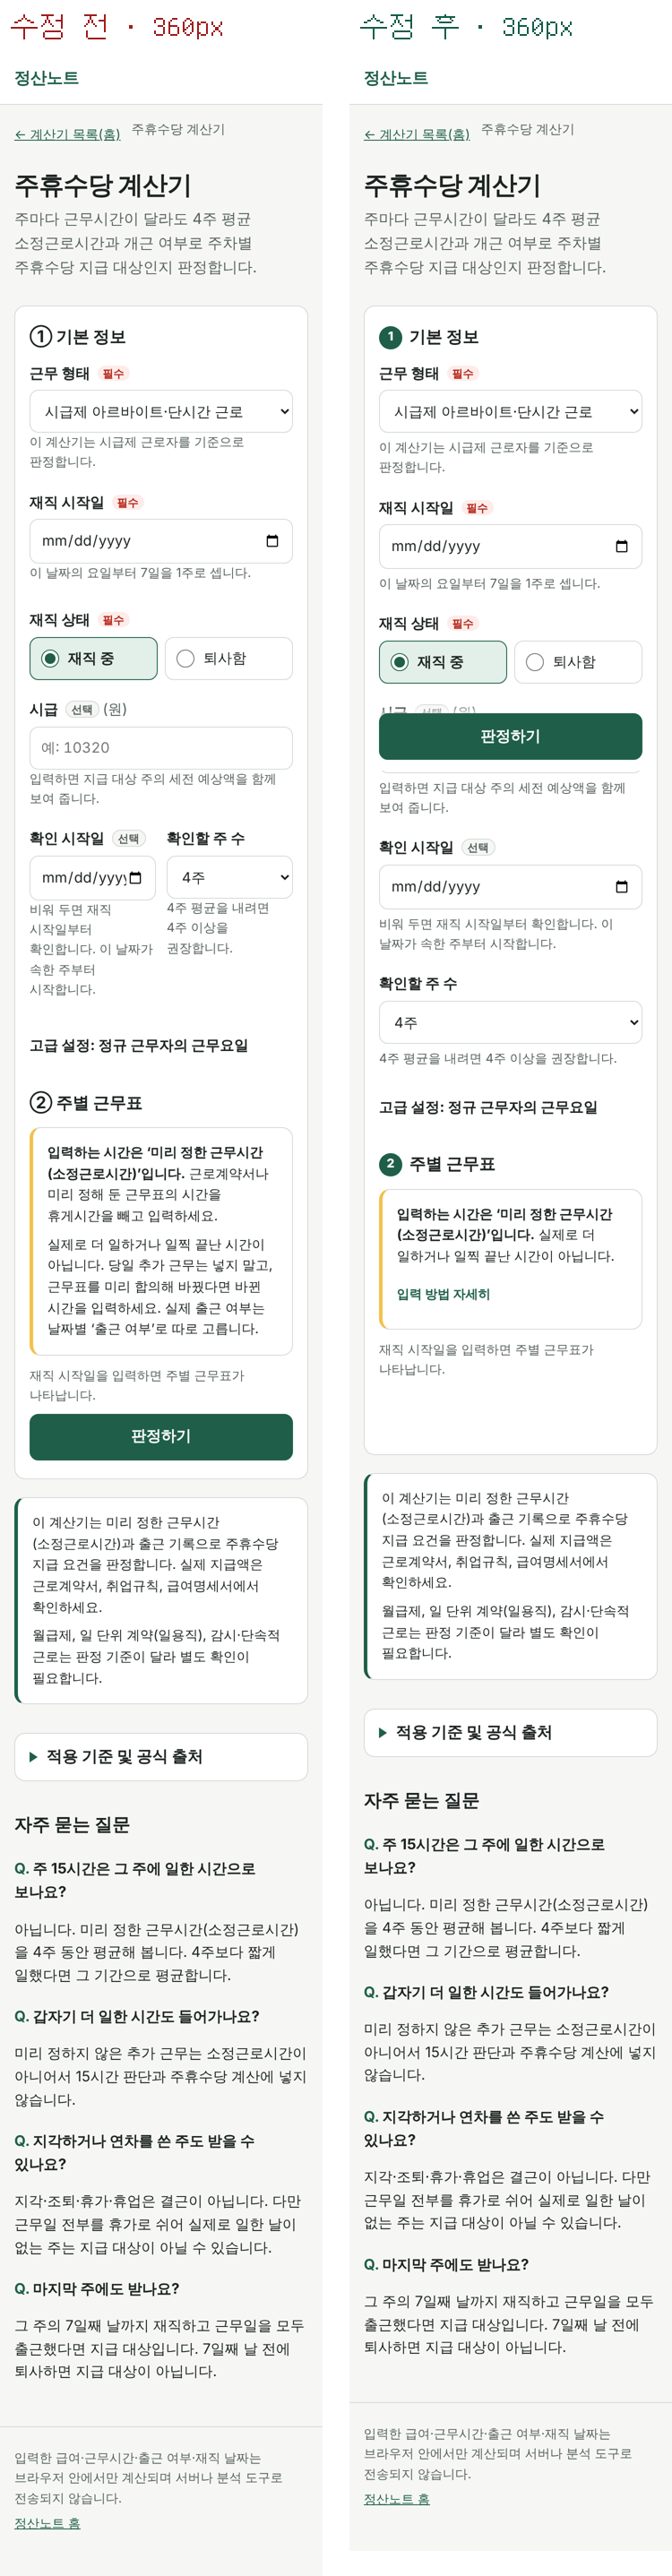 수정 전 · 360px
정산노트
← 계산기 목록(홈) 주휴수당 계산기
주휴수당 계산기
주마다 근무시간이 달라도 4주 평균
소정근로시간과 개근 여부로 주차별
주휴수당 지급 대상인지 판정합니다.
① 기본 정보
근무 형태 필수
시급제 아르바이트·단시간 근로
이 계산기는 시급제 근로자를 기준으로
판정합니다.
재직 시작일 필수
mm/dd/yyyy
이 날짜의 요일부터 7일을 1주로 셉니다.
재직 상태 필수
재직 중 퇴사함
시급 선택 (원)
예: 10320
입력하면 지급 대상 주의 세전 예상액을 함께
보여 줍니다.
확인 시작일 선택
mm/dd/yyyy
비워 두면 재직
시작일부터
확인합니다. 이 날짜가
속한 주부터
시작합니다.
확인할 주 수
4주
4주 평균을 내려면
4주 이상을
권장합니다.
고급 설정: 정규 근무자의 근무요일
② 주별 근무표
입력하는 시간은 ‘미리 정한 근무시간
(소정근로시간)’입니다. 근로계약서나
미리 정해 둔 근무표의 시간을
휴게시간을 빼고 입력하세요.
실제로 더 일하거나 일찍 끝난 시간이
아닙니다. 당일 추가 근무는 넣지 말고,
근무표를 미리 합의해 바꿨다면 바뀐
시간을 입력하세요. 실제 출근 여부는
날짜별 ‘출근 여부’로 따로 고릅니다.
재직 시작일을 입력하면 주별 근무표가
나타납니다.
판정하기
이 계산기는 미리 정한 근무시간
(소정근로시간)과 출근 기록으로 주휴수당
지급 요건을 판정합니다. 실제 지급액은
근로계약서, 취업규칙, 급여명세서에서
확인하세요.
월급제, 일 단위 계약(일용직), 감시·단속적
근로는 판정 기준이 달라 별도 확인이
필요합니다.
▶ 적용 기준 및 공식 출처
자주 묻는 질문
Q. 주 15시간은 그 주에 일한 시간으로
보나요?
아닙니다. 미리 정한 근무시간(소정근로시간)
을 4주 동안 평균해 봅니다. 4주보다 짧게
일했다면 그 기간으로 평균합니다.
Q. 갑자기 더 일한 시간도 들어가나요?
미리 정하지 않은 추가 근무는 소정근로시간이
아니어서 15시간 판단과 주휴수당 계산에 넣지
않습니다.
Q. 지각하거나 연차를 쓴 주도 받을 수
있나요?
지각·조퇴·휴가·휴업은 결근이 아닙니다. 다만
근무일 전부를 휴가로 쉬어 실제로 일한 날이
없는 주는 지급 대상이 아닐 수 있습니다.
Q. 마지막 주에도 받나요?
그 주의 7일째 날까지 재직하고 근무일을 모두
출근했다면 지급 대상입니다. 7일째 날 전에
퇴사하면 지급 대상이 아닙니다.
입력한 급여·근무시간·출근 여부·재직 날짜는
브라우저 안에서만 계산되며 서버나 분석 도구로
전송되지 않습니다.
정산노트 홈
수정 후 · 360px
정산노트
← 계산기 목록(홈) 주휴수당 계산기
주휴수당 계산기
주마다 근무시간이 달라도 4주 평균
소정근로시간과 개근 여부로 주차별
주휴수당 지급 대상인지 판정합니다.
1 기본 정보
근무 형태 필수
시급제 아르바이트·단시간 근로
이 계산기는 시급제 근로자를 기준으로
판정합니다.
재직 시작일 필수
mm/dd/yyyy
이 날짜의 요일부터 7일을 1주로 셉니다.
재직 상태 필수
재직 중 퇴사함
판정하기
입력하면 지급 대상 주의 세전 예상액을 함께
보여 줍니다.
확인 시작일 선택
mm/dd/yyyy
비워 두면 재직 시작일부터 확인합니다. 이
날짜가 속한 주부터 시작합니다.
확인할 주 수
4주
4주 평균을 내려면 4주 이상을 권장합니다.
고급 설정: 정규 근무자의 근무요일
2 주별 근무표
입력하는 시간은 ‘미리 정한 근무시간
(소정근로시간)’입니다. 실제로 더
일하거나 일찍 끝난 시간이 아닙니다.
입력 방법 자세히
재직 시작일을 입력하면 주별 근무표가
나타납니다.
이 계산기는 미리 정한 근무시간
(소정근로시간)과 출근 기록으로 주휴수당
지급 요건을 판정합니다. 실제 지급액은
근로계약서, 취업규칙, 급여명세서에서
확인하세요.
월급제, 일 단위 계약(일용직), 감시·단속적
근로는 판정 기준이 달라 별도 확인이
필요합니다.
▶ 적용 기준 및 공식 출처
자주 묻는 질문
Q. 주 15시간은 그 주에 일한 시간으로
보나요?
아닙니다. 미리 정한 근무시간(소정근로시간)
을 4주 동안 평균해 봅니다. 4주보다 짧게
일했다면 그 기간으로 평균합니다.
Q. 갑자기 더 일한 시간도 들어가나요?
미리 정하지 않은 추가 근무는 소정근로시간이
아니어서 15시간 판단과 주휴수당 계산에 넣지
않습니다.
Q. 지각하거나 연차를 쓴 주도 받을 수
있나요?
지각·조퇴·휴가·휴업은 결근이 아닙니다. 다만
근무일 전부를 휴가로 쉬어 실제로 일한 날이
없는 주는 지급 대상이 아닐 수 있습니다.
Q. 마지막 주에도 받나요?
그 주의 7일째 날까지 재직하고 근무일을 모두
출근했다면 지급 대상입니다. 7일째 날 전에
퇴사하면 지급 대상이 아닙니다.
입력한 급여·근무시간·출근 여부·재직 날짜는
브라우저 안에서만 계산되며 서버나 분석 도구로
전송되지 않습니다.
정산노트 홈